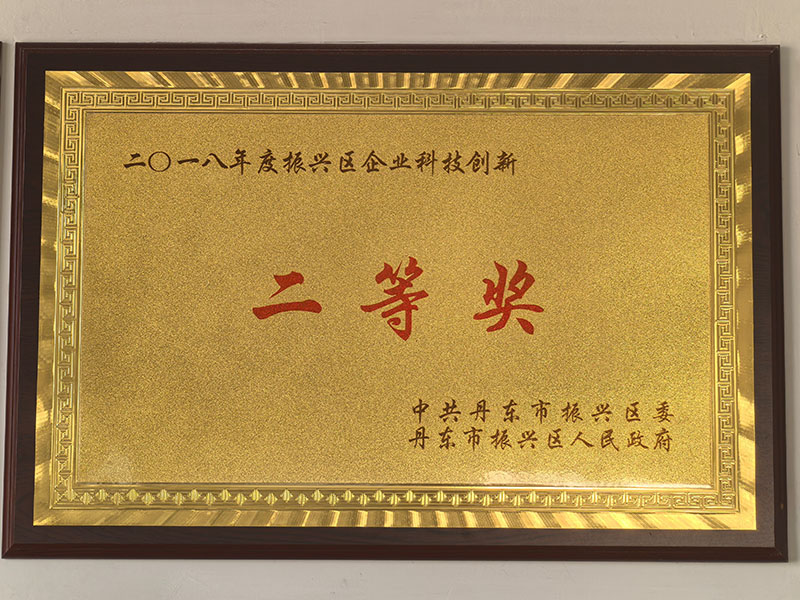 二〇一八年度振兴区企业科技创新
二等奖
中共丹东市振兴区委
丹东市振兴区人民政府